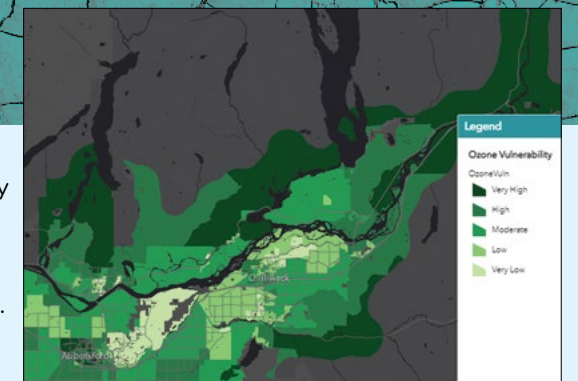 y
.
Legend
Ozone Vulnerability
OzoneVuln
Very High
High
Moderate
Low
Very Low
Chilliwack
Abbotsford